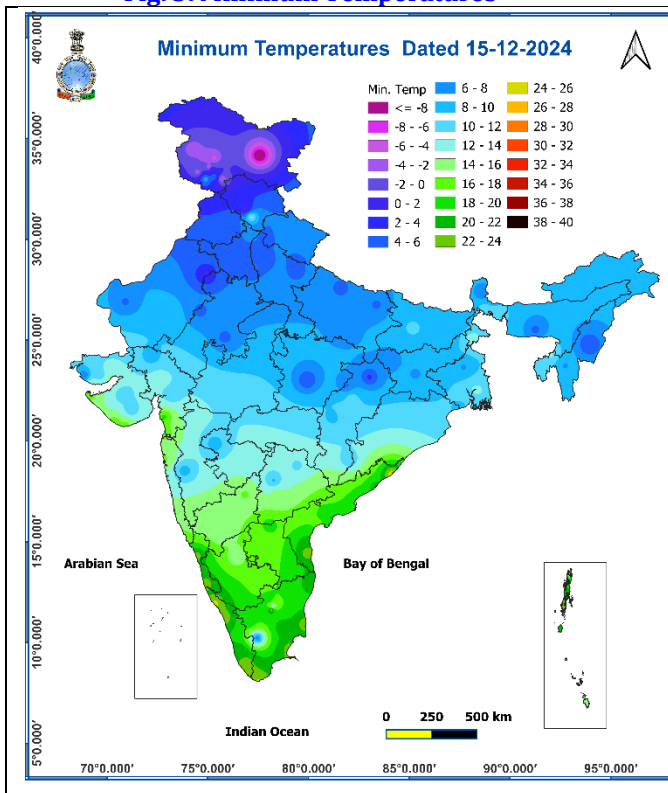 Fig. 3: Minimum Temperatures
Minimum Temperatures Dated 15-12-2024
Min. Temp
<= -8
-8 - -6
-6 - -4
-4 - -2
-2 - 0
0 - 2
2 - 4
4 - 6
6 - 8
8 - 10
10 - 12
12 - 14
14 - 16
16 - 18
18 - 20
20 - 22
22 - 24
24 - 26
26 - 28
28 - 30
30 - 32
32 - 34
34 - 36
36 - 38
38 - 40
40°0.000'
35°0.000'
30°0.000'
25°0.000'
20°0.000'
15°0.000'
10°0.000'
5°0.000'
Arabian Sea
Bay of Bengal
Indian Ocean
0 250 500 km
70°0.000' 75°0.000' 80°0.000' 85°0.000' 90°0.000' 95°0.000'